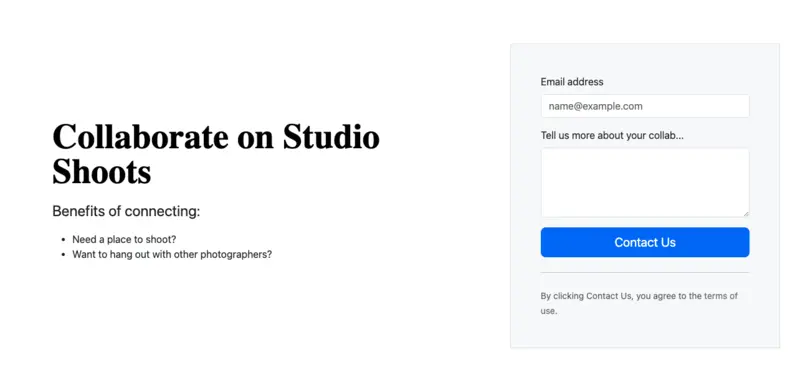 Collaborate on Studio
Shoots
Benefits of connecting:
Need a place to shoot?
Want to hang out with other photographers?
Email address
name@example.com
Tell us more about your collab...
Contact Us
By clicking Contact Us, you agree to the terms of
use.